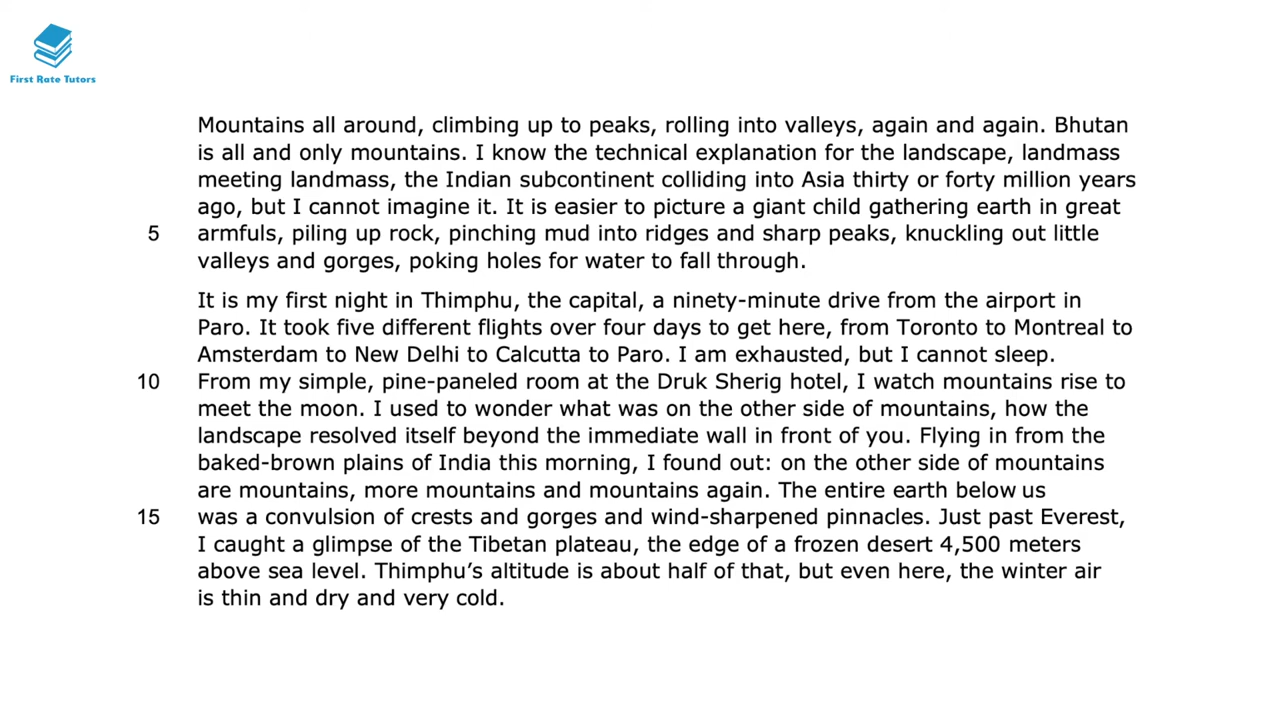 First Rate Tutors
Mountains all around, climbing up to peaks, rolling into valleys, again and again. Bhutan
is all and only mountains. I know the technical explanation for the landscape, landmass
meeting landmass, the Indian subcontinent colliding into Asia thirty or forty million years
ago, but I cannot imagine it. It is easier to picture a giant child gathering earth in great
5 armfuls, piling up rock, pinching mud into ridges and sharp peaks, knuckling out little
valleys and gorges, poking holes for water to fall through.
It is my first night in Thimphu, the capital, a ninety-minute drive from the airport in
Paro. It took five different flights over four days to get here, from Toronto to Montreal to
Amsterdam to New Delhi to Calcutta to Paro. I am exhausted, but I cannot sleep.
10 From my simple, pine-paneled room at the Druk Sherig hotel, I watch mountains rise to
meet the moon. I used to wonder what was on the other side of mountains, how the
landscape resolved itself beyond the immediate wall in front of you. Flying in from the
baked-brown plains of India this morning, I found out: on the other side of mountains
are mountains, more mountains and mountains again. The entire earth below us
15 was a convulsion of crests and gorges and wind-sharpened pinnacles. Just past Everest,
I caught a glimpse of the Tibetan plateau, the edge of a frozen desert 4,500 meters
above sea level. Thimphu’s altitude is about half of that, but even here, the winter air
is thin and dry and very cold.